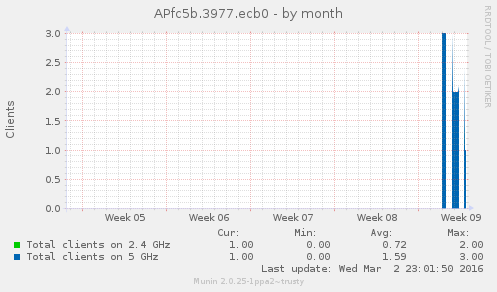 APfc5b.3977.ecb0 - by month
RRDTOOL / TOBI OETIKER
Clients
3.0
2.5
2.0
1.5
1.0
0.5
0.0
Week 05 Week 06 Week 07 Week 08 Week 09
Cur: Min: Avg: Max:
Total clients on 2.4 GHz 1.00 0.00 0.72 2.00
Total clients on 5 GHz 1.00 0.00 1.59 3.00
Last update: Wed Mar 2 23:01:50 2016
Munin 2.0.25-1ppa2~trusty